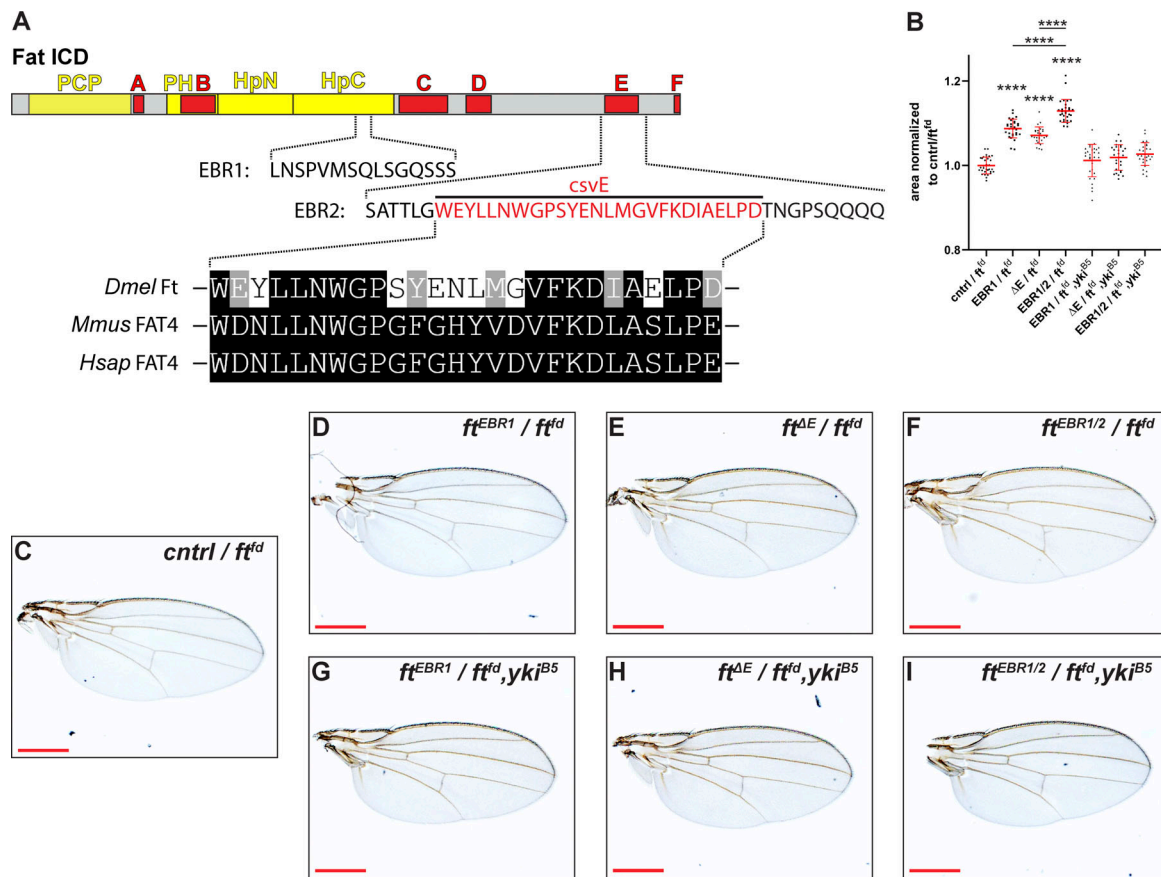 A
Fat ICD
PCP A PH B HpN HpC C D E F
EBR1: LNSPVMSQLSGQSSS
csvE
EBR2: SATTLGWEYLLNWGPSYENLMGVFKDIAELPDTNGPSQQQQ
Dmel Ft WEYLLNWGPSYENLMGVFKDIAELPD
Mmus FAT4 WDNLLNWGPGFGHYVDVFKDLASLPE
Hsap FAT4 WDNLLNWGPGFGHYVDVFKDLASLPE
B
area normalized
to cntrl/ft^fd
1.2
1.0
0.8
****
****
****
****
****
cntrl / ft^fd
EBR1 / ft^fd
ΔE / ft^fd
EBR1/2 / ft^fd
EBR1 / ft^fd,yki^B5
ΔE / ft^fd,yki^B5
EBR1/2 / ft^fd,yki^B5
C cntrl / ft^fd
D ft^EBR1 / ft^fd
E ft^ΔE / ft^fd
F ft^EBR1/2 / ft^fd
G ft^EBR1 / ft^fd,yki^B5
H ft^ΔE / ft^fd,yki^B5
I ft^EBR1/2 / ft^fd,yki^B5